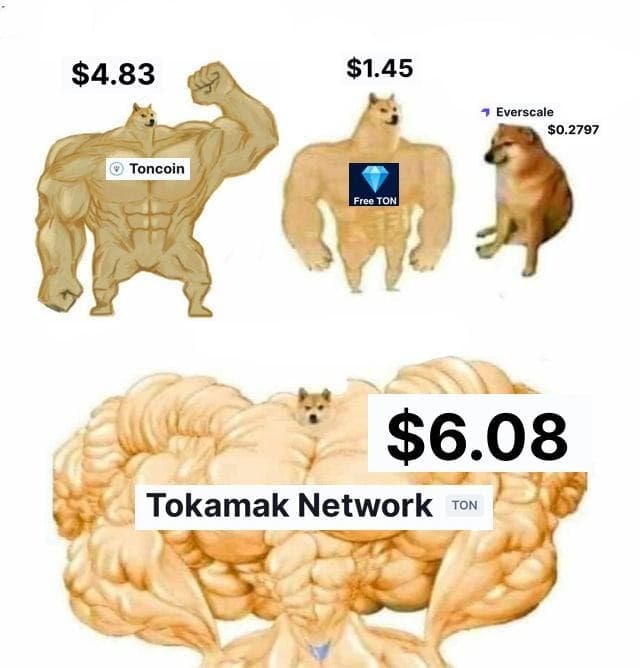 $4.83
$1.45
Everscale
$0.2797
Toncoin
Free TON
$6.08
Tokamak Network TON